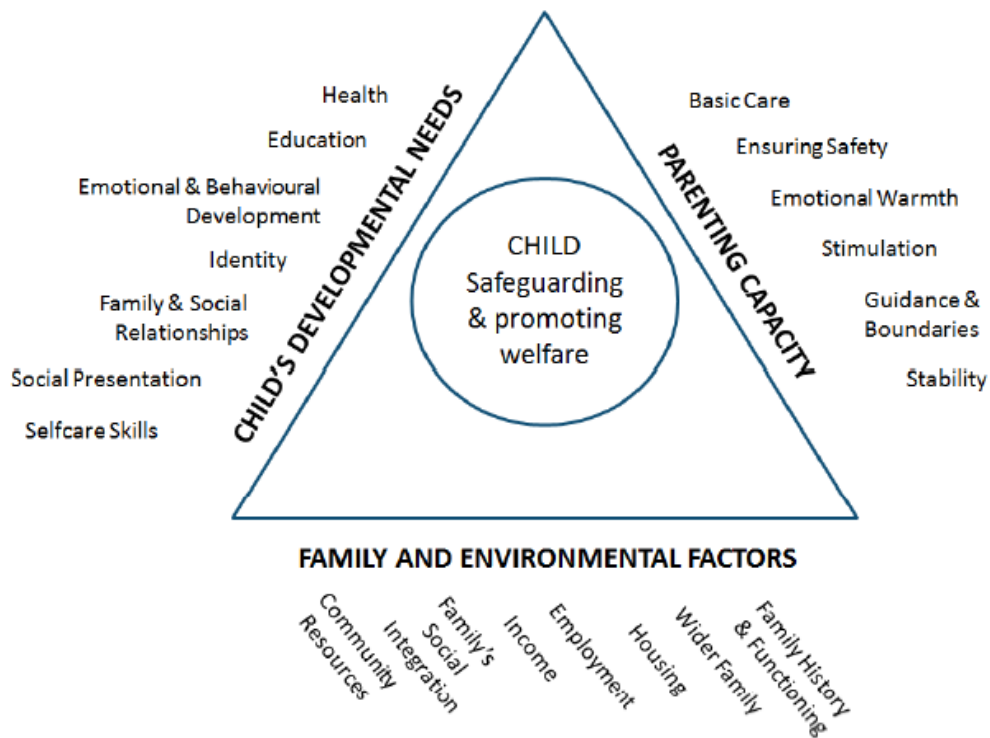 Health
Education
Emotional & Behavioural
Development
Identity
Family & Social
Relationships
Social Presentation
Selfcare Skills
CHILD'S DEVELOPMENTAL NEEDS
CHILD
Safeguarding
& promoting
welfare
PARENTING CAPACITY
Basic Care
Ensuring Safety
Emotional Warmth
Stimulation
Guidance &
Boundaries
Stability
FAMILY AND ENVIRONMENTAL FACTORS
Community
Resources
Family's
Social
Integration
Income
Employment
Housing
Wider Family
Family History
& Functioning